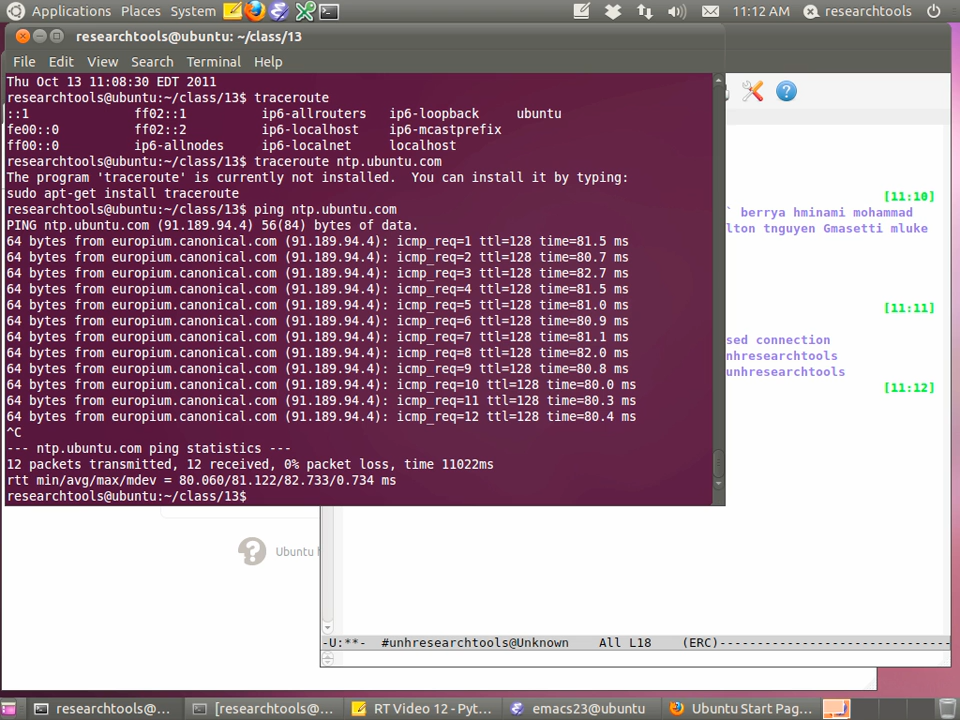 Applications Places System 11:12 AM researchtools
researchtools@ubuntu: ~/class/13
File Edit View Search Terminal Help
Thu Oct 13 11:08:30 EDT 2011
researchtools@ubuntu:~/class/13$ traceroute
::1 ff02::1 ip6-allrouters ip6-loopback ubuntu
fe00::0 ff02::2 ip6-localhost ip6-mcastprefix
ff00::0 ip6-allnodes ip6-localnet localhost
researchtools@ubuntu:~/class/13$ traceroute ntp.ubuntu.com
The program 'traceroute' is currently not installed.  You can install it by typing:
sudo apt-get install traceroute
researchtools@ubuntu:~/class/13$ ping ntp.ubuntu.com
PING ntp.ubuntu.com (91.189.94.4) 56(84) bytes of data.
64 bytes from europium.canonical.com (91.189.94.4): icmp_req=1 ttl=128 time=81.5 ms
64 bytes from europium.canonical.com (91.189.94.4): icmp_req=2 ttl=128 time=80.7 ms
64 bytes from europium.canonical.com (91.189.94.4): icmp_req=3 ttl=128 time=82.7 ms
64 bytes from europium.canonical.com (91.189.94.4): icmp_req=4 ttl=128 time=81.5 ms
64 bytes from europium.canonical.com (91.189.94.4): icmp_req=5 ttl=128 time=81.0 ms
64 bytes from europium.canonical.com (91.189.94.4): icmp_req=6 ttl=128 time=80.9 ms
64 bytes from europium.canonical.com (91.189.94.4): icmp_req=7 ttl=128 time=81.1 ms
64 bytes from europium.canonical.com (91.189.94.4): icmp_req=8 ttl=128 time=82.0 ms
64 bytes from europium.canonical.com (91.189.94.4): icmp_req=9 ttl=128 time=80.8 ms
64 bytes from europium.canonical.com (91.189.94.4): icmp_req=10 ttl=128 time=80.0 ms
64 bytes from europium.canonical.com (91.189.94.4): icmp_req=11 ttl=128 time=80.3 ms
64 bytes from europium.canonical.com (91.189.94.4): icmp_req=12 ttl=128 time=80.4 ms
^C
--- ntp.ubuntu.com ping statistics ---
12 packets transmitted, 12 received, 0% packet loss, time 11022ms
rtt min/avg/max/mdev = 80.060/81.122/82.733/0.734 ms
researchtools@ubuntu:~/class/13$
[11:10]
` berrya hminami mohammad
lton tnguyen Gmasetti mluke
[11:11]
sed connection
nhresearchtools
unhresearchtools
[11:12]
Ubuntu h
-U:**- #unhresearchtools@Unknown All L18 (ERC)
researchtools@... [researchtools@... RT Video 12 - Pyt... emacs23@ubuntu Ubuntu Start Pag...